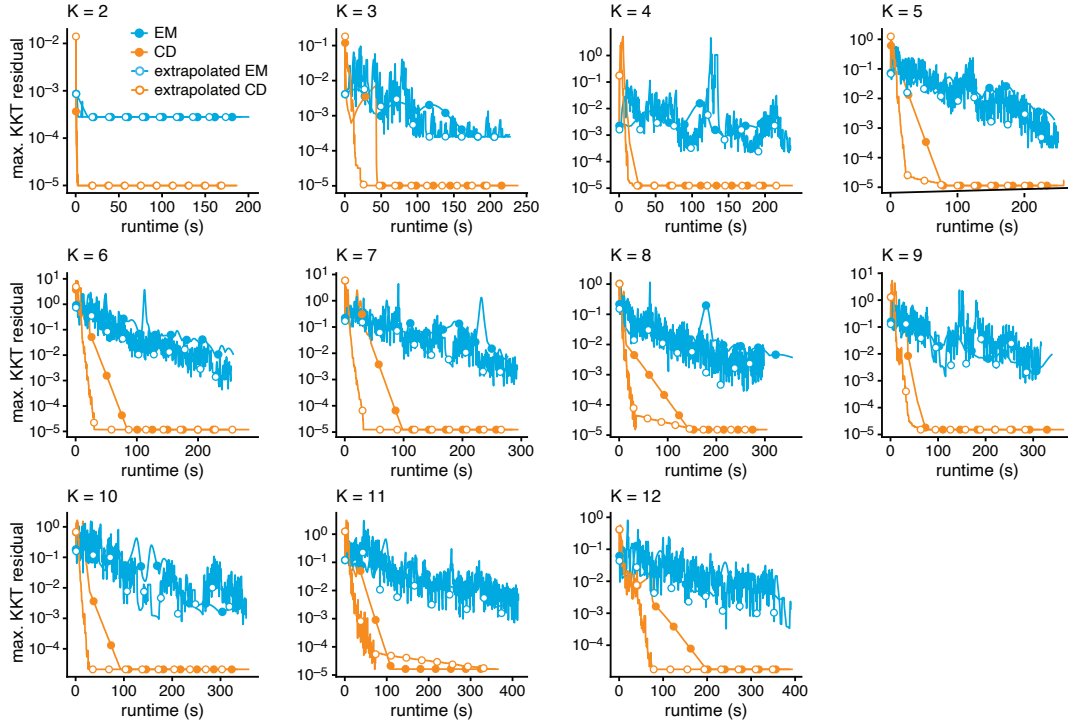 K = 2
K = 3
K = 4
K = 5
max. KKT residual
10⁻² 10⁻³ 10⁻⁴ 10⁻⁵
EM
CD
extrapolated EM
extrapolated CD
10⁻¹ 10⁻² 10⁻³ 10⁻⁴ 10⁻⁵
10⁰ 10⁻¹ 10⁻² 10⁻³ 10⁻⁴ 10⁻⁵
10⁰ 10⁻¹ 10⁻² 10⁻³ 10⁻⁴ 10⁻⁵
0 50 100 150 200
0 50 100 150 200 250
0 50 100 150 200
0 100 200
runtime (s)
runtime (s)
runtime (s)
runtime (s)
K = 6
K = 7
K = 8
K = 9
max. KKT residual
10¹ 10⁰ 10⁻¹ 10⁻² 10⁻³ 10⁻⁴ 10⁻⁵
10¹ 10⁰ 10⁻¹ 10⁻² 10⁻³ 10⁻⁴ 10⁻⁵
10⁰ 10⁻¹ 10⁻² 10⁻³ 10⁻⁴ 10⁻⁵
10¹ 10⁰ 10⁻¹ 10⁻² 10⁻³ 10⁻⁴ 10⁻⁵
0 100 200
0 100 200 300
0 100 200 300
0 100 200 300
runtime (s)
runtime (s)
runtime (s)
runtime (s)
K = 10
K = 11
K = 12
max. KKT residual
10⁰ 10⁻¹ 10⁻² 10⁻³ 10⁻⁴
10⁰ 10⁻¹ 10⁻² 10⁻³ 10⁻⁴ 10⁻⁵
10⁰ 10⁻¹ 10⁻² 10⁻³ 10⁻⁴
0 100 200 300
0 100 200 300 400
0 100 200 300 400
runtime (s)
runtime (s)
runtime (s)